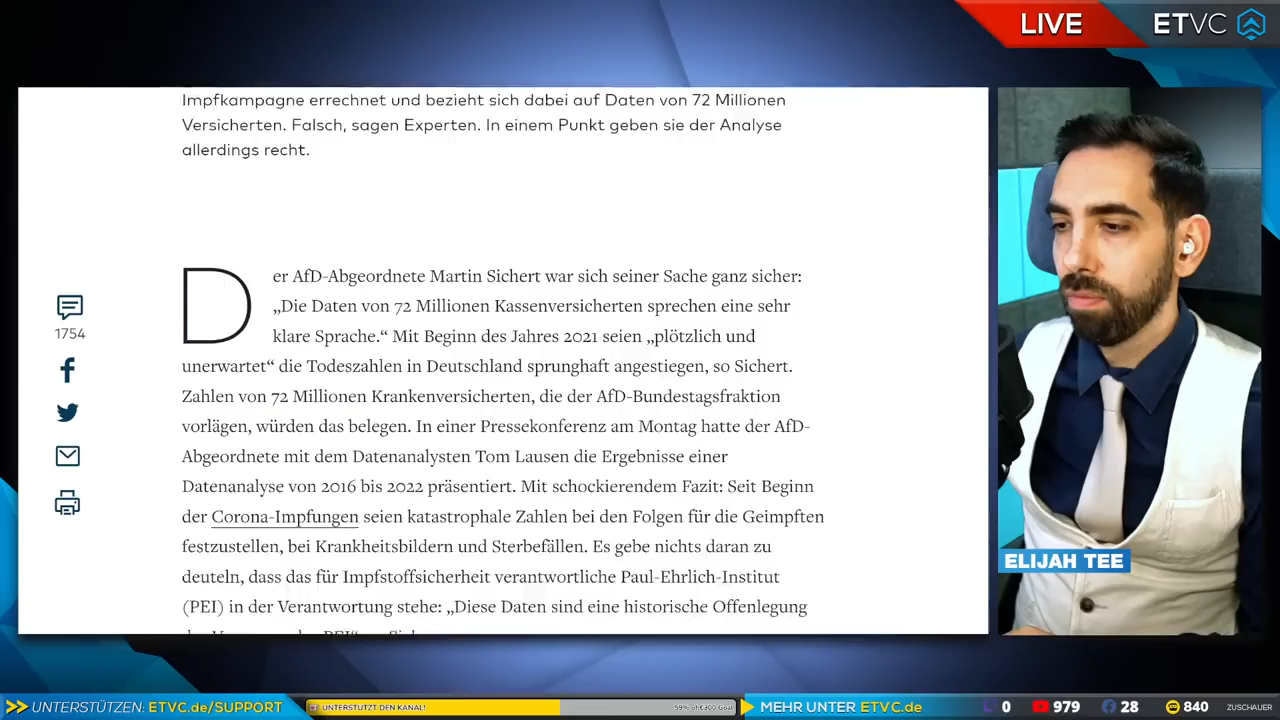 LIVE
ETVC
Impfkampagne errechnet und bezieht sich dabei auf Daten von 72 Millionen
Versicherten. Falsch, sagen Experten. In einem Punkt geben sie der Analyse
allerdings recht.
Der AfD-Abgeordnete Martin Sichert war sich seiner Sache ganz sicher:
„Die Daten von 72 Millionen Kassenversicherten sprechen eine sehr
klare Sprache.“ Mit Beginn des Jahres 2021 seien „plötzlich und
unerwartet“ die Todeszahlen in Deutschland sprunghaft angestiegen, so Sichert.
Zahlen von 72 Millionen Krankenversicherten, die der AfD-Bundestagsfraktion
vorlägen, würden das belegen. In einer Pressekonferenz am Montag hatte der AfD-
Abgeordnete mit dem Datenanalysten Tom Lausen die Ergebnisse einer
Datenanalyse von 2016 bis 2022 präsentiert. Mit schockierendem Fazit: Seit Beginn
der Corona-Impfungen seien katastrophale Zahlen bei den Folgen für die Geimpften
festzustellen, bei Krankheitsbildern und Sterbefällen. Es gebe nichts daran zu
deuteln, dass das für Impfstoffsicherheit verantwortliche Paul-Ehrlich-Institut
(PEI) in der Verantwortung stehe: „Diese Daten sind eine historische Offenlegung
1754
ELIJAH TEE
UNTERSTÜTZEN: ETVC.de/SUPPORT
UNTERSTÜTZT DEN KANAL!
59% of €300 Goal
MEHR UNTER ETVC.de
0
979
28
840
ZUSCHAUER